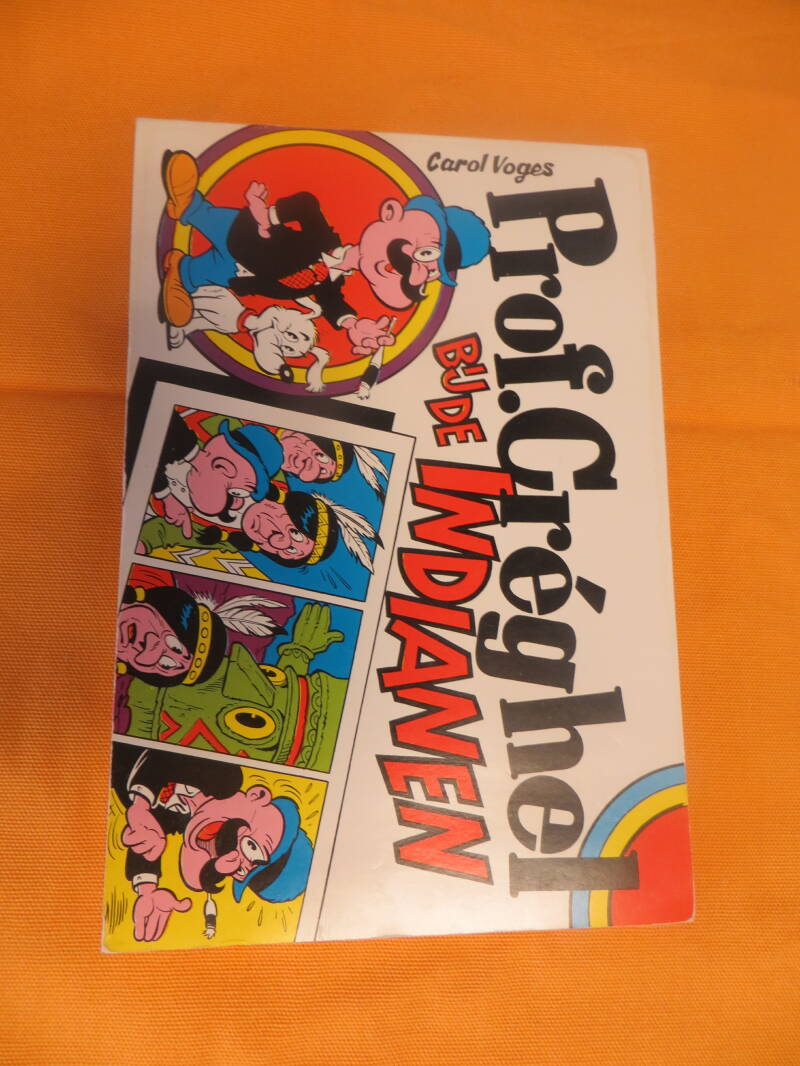 Carol Voges
Prof. Créghel
BIJ DE
INDIANEN